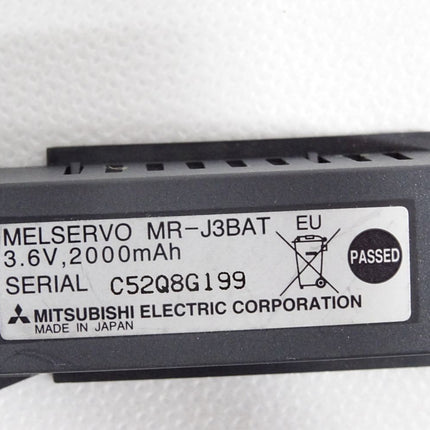 MELSERVO MR-J3BAT EU
3.6V,2000mAh
PASSED
SERIAL C52Q8G199
MITSUBISHI ELECTRIC CORPORATION
MADE IN JAPAN